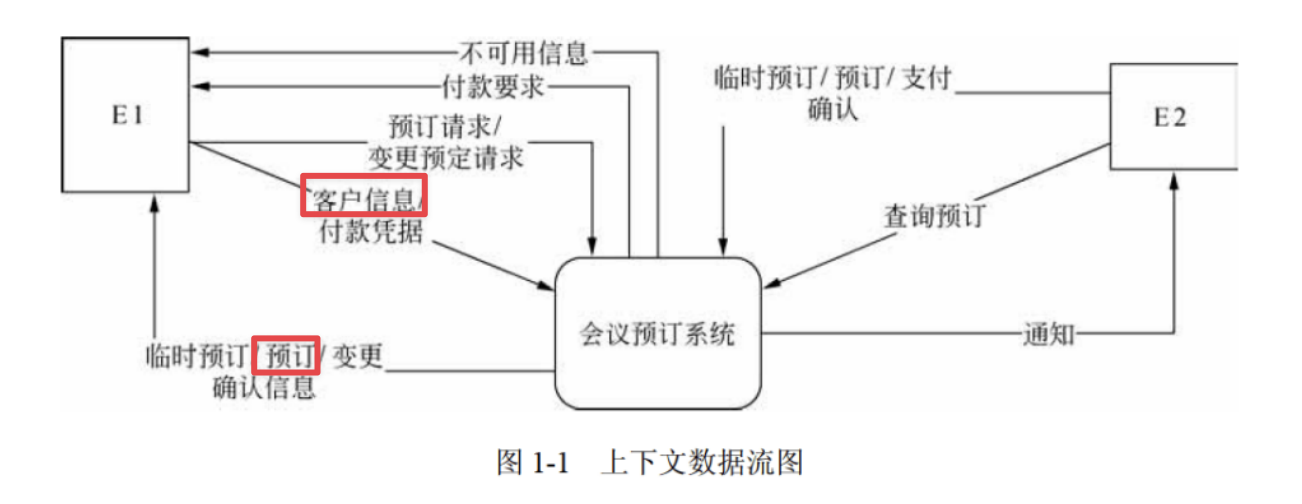 不可用信息
付款要求
E1
预订请求/
变更预定请求
客户信息/
付款凭据
临时预订/ 预订/ 支付
确认
E2
查询预订
会议预订系统
通知
临时预订/ 预订/ 变更
确认信息
图 1-1 上下文数据流图